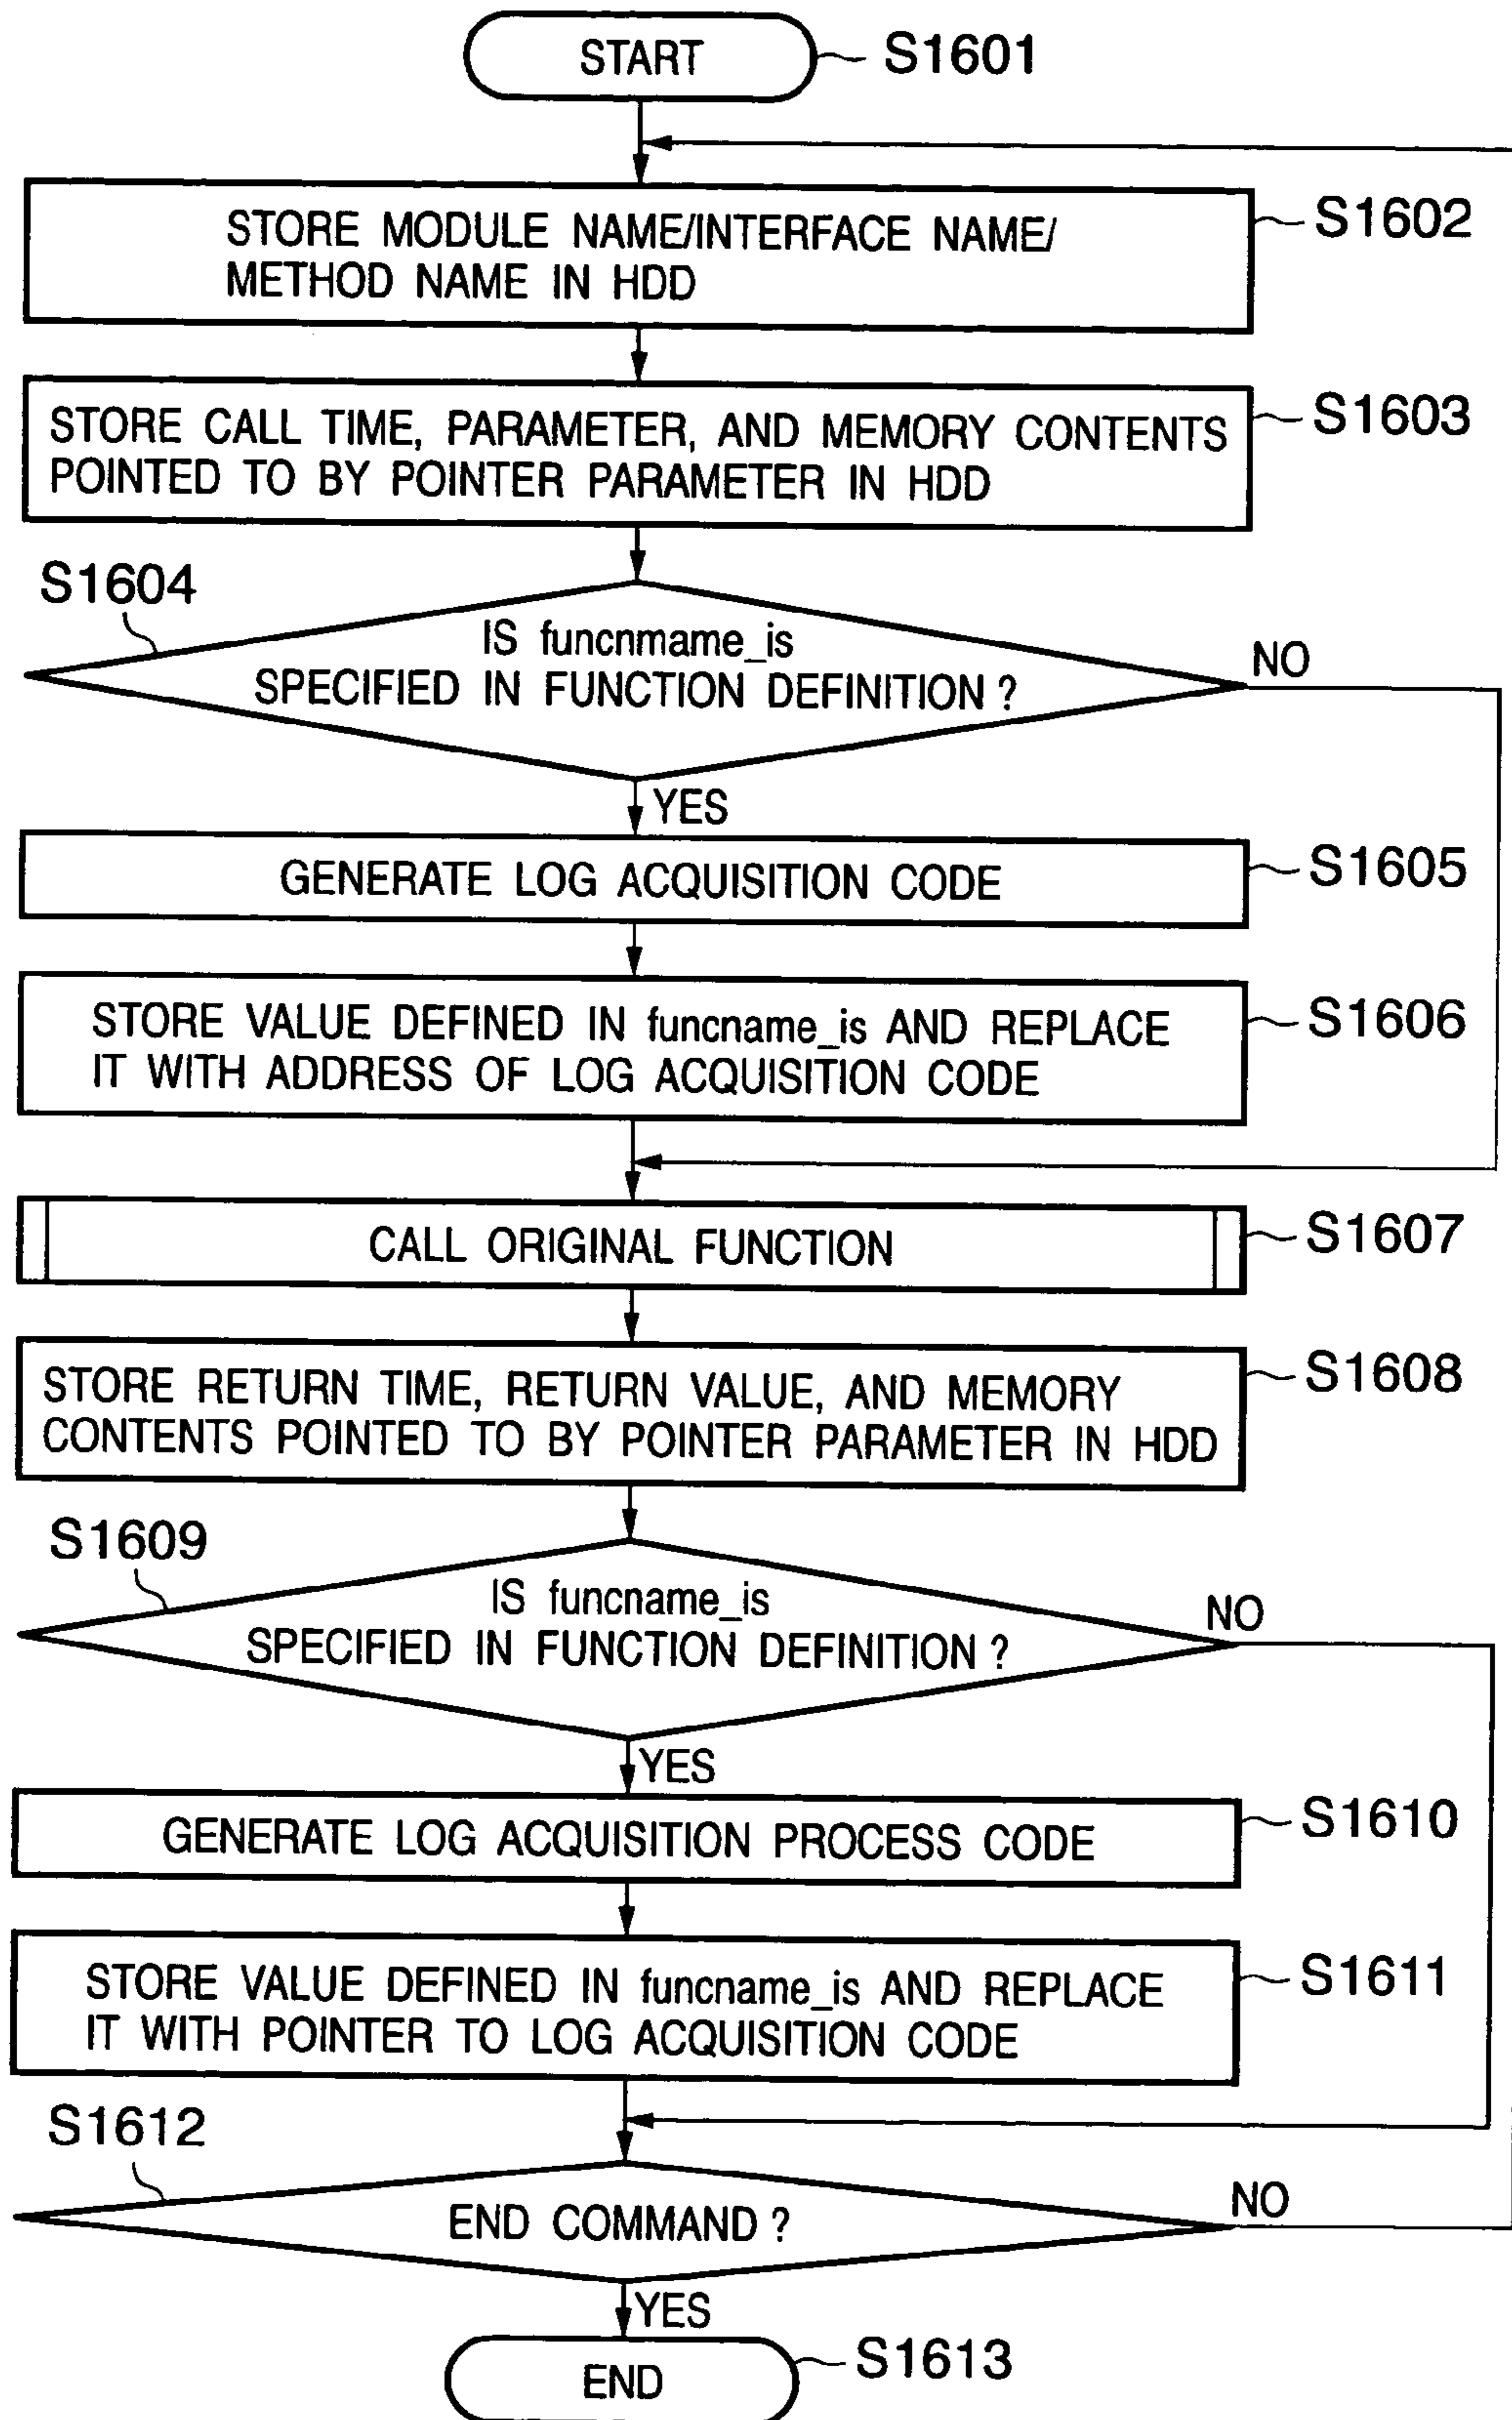 START
S1601
STORE MODULE NAME/INTERFACE NAME/
METHOD NAME IN HDD
S1602
STORE CALL TIME, PARAMETER, AND MEMORY CONTENTS
POINTED TO BY POINTER PARAMETER IN HDD
S1603
S1604
IS funcnmame_is
SPECIFIED IN FUNCTION DEFINITION ?
NO
YES
GENERATE LOG ACQUISITION CODE
S1605
STORE VALUE DEFINED IN funcname_is AND REPLACE
IT WITH ADDRESS OF LOG ACQUISITION CODE
S1606
CALL ORIGINAL FUNCTION
S1607
STORE RETURN TIME, RETURN VALUE, AND MEMORY
CONTENTS POINTED TO BY POINTER PARAMETER IN HDD
S1608
S1609
IS funcname_is
SPECIFIED IN FUNCTION DEFINITION ?
NO
YES
GENERATE LOG ACQUISITION PROCESS CODE
S1610
STORE VALUE DEFINED IN funcname_is AND REPLACE
IT WITH POINTER TO LOG ACQUISITION CODE
S1611
S1612
END COMMAND ?
NO
YES
END
S1613